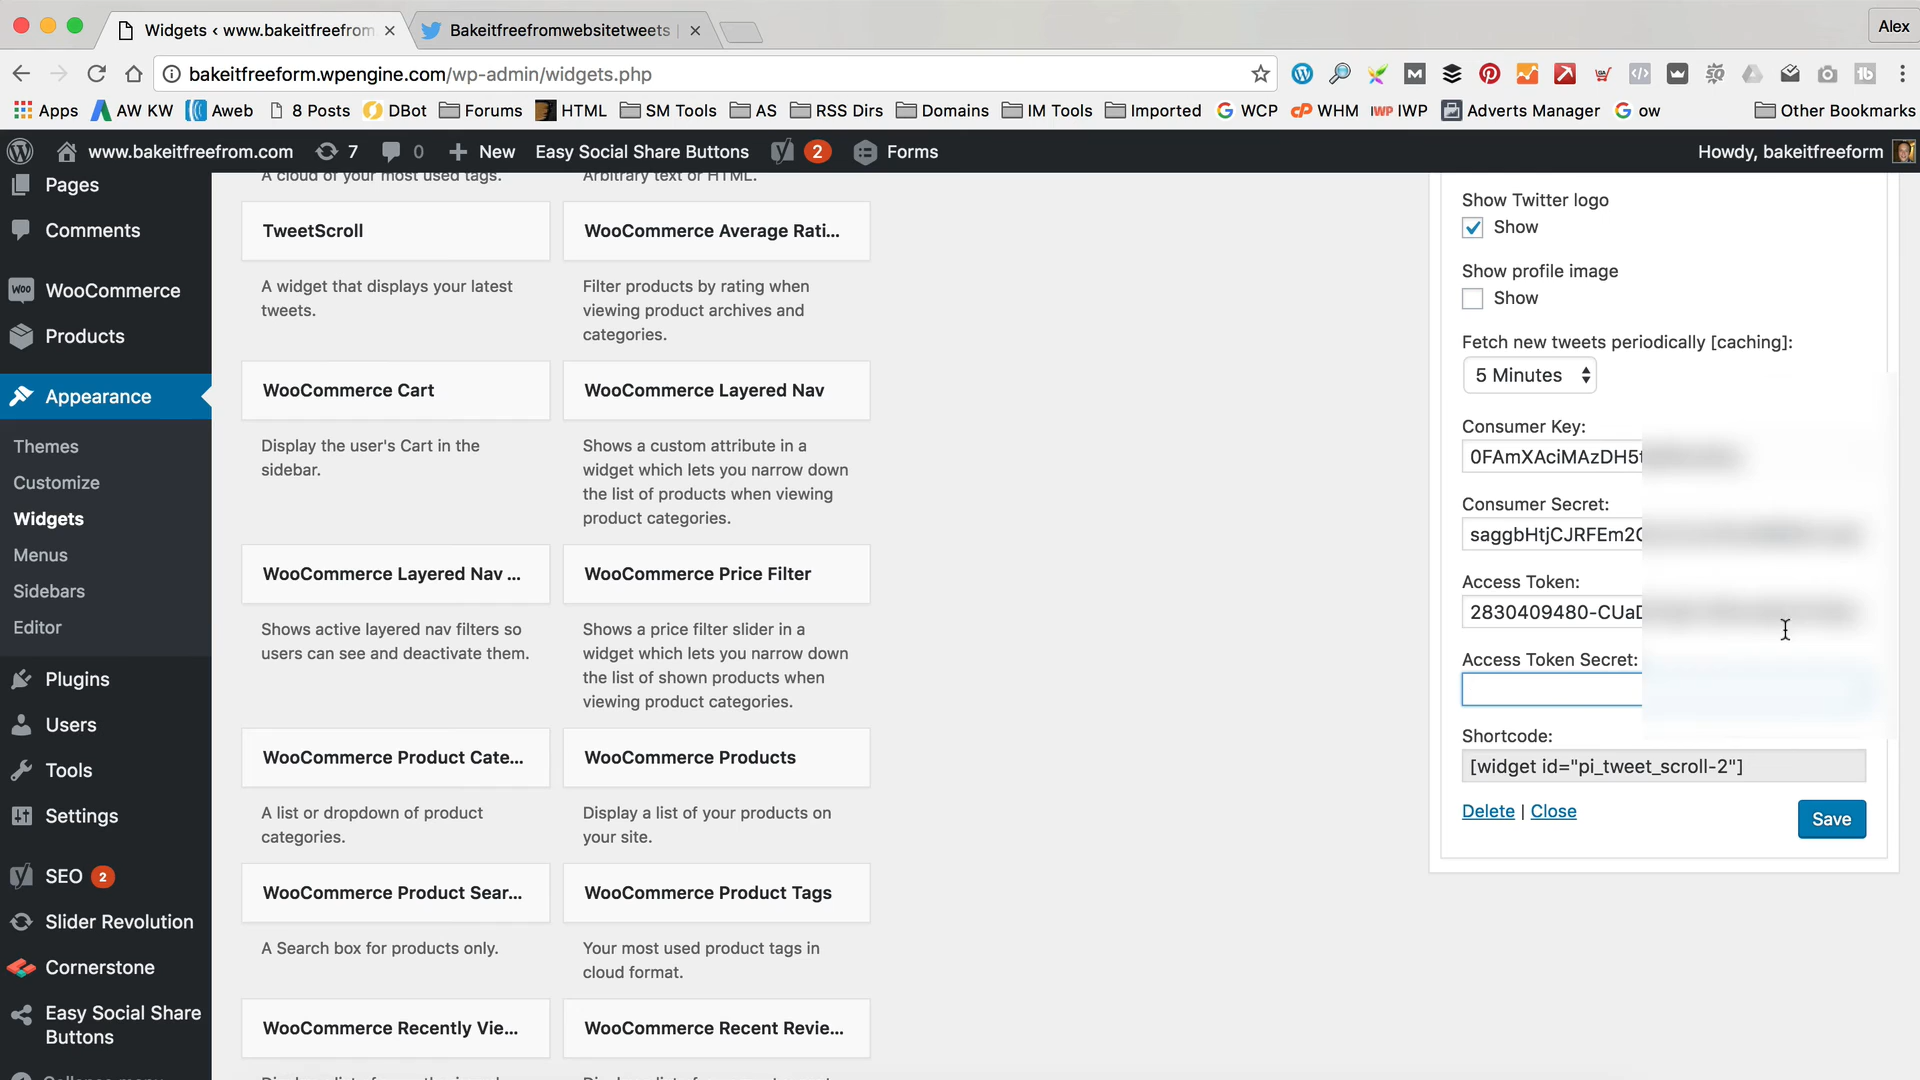 Widgets ‹ www.bakeitfreefrom
Bakeitfreefromwebsitetweets
Alex
bakeitfreeform.wpengine.com/wp-admin/widgets.php
Apps
AW KW
Aweb
8 Posts
DBot
Forums
HTML
SM Tools
AS
RSS Dirs
Domains
IM Tools
Imported
WCP
WHM
IWP
Adverts Manager
ow
Other Bookmarks
www.bakeitfreefrom.com
7
0
New
Easy Social Share Buttons
2
Forms
Howdy, bakeitfreeform
Pages
Comments
WooCommerce
Products
Appearance
Themes
Customize
Widgets
Menus
Sidebars
Editor
Plugins
Users
Tools
Settings
SEO 2
Slider Revolution
Cornerstone
Easy Social Share
Buttons
A cloud of your most used tags.
Arbitrary text or HTML.
TweetScroll
A widget that displays your latest
tweets.
WooCommerce Average Rati...
Filter products by rating when
viewing product archives and
categories.
WooCommerce Cart
Display the user's Cart in the
sidebar.
WooCommerce Layered Nav
Shows a custom attribute in a
widget which lets you narrow down
the list of products when viewing
product categories.
WooCommerce Layered Nav ...
Shows active layered nav filters so
users can see and deactivate them.
WooCommerce Price Filter
Shows a price filter slider in a
widget which lets you narrow down
the list of shown products when
viewing product categories.
WooCommerce Product Cate...
A list or dropdown of product
categories.
WooCommerce Products
Display a list of your products on
your site.
WooCommerce Product Sear...
A Search box for products only.
WooCommerce Product Tags
Your most used product tags in
cloud format.
WooCommerce Recently Vie...
WooCommerce Recent Revie...
Show Twitter logo
Show
Show profile image
Show
Fetch new tweets periodically [caching]:
5 Minutes
Consumer Key:
0FAmXAciMAzDH5t
Consumer Secret:
saggbHtjCJRFEm2
Access Token:
2830409480-CUaD
Access Token Secret:
Shortcode:
[widget id="pi_tweet_scroll-2"]
Delete | Close
Save